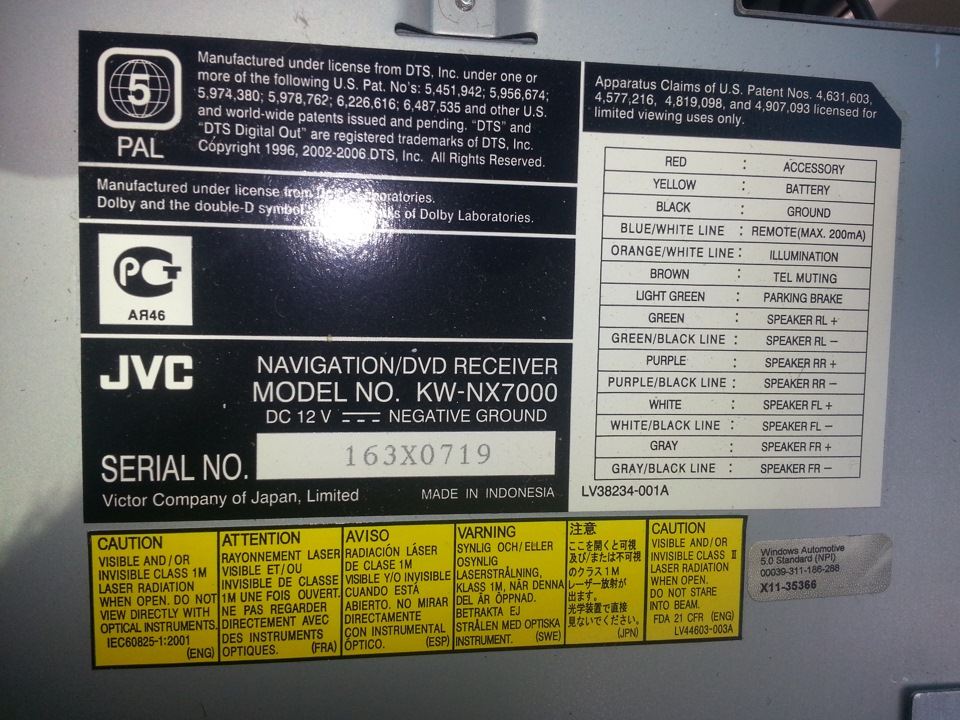 5
PAL
Manufactured under license from DTS, Inc. under one or
more of the following U.S. Pat. No's: 5,451,942; 5,956,674;
5,974,380; 5,978,762; 6,226,616; 6,487,535 and other U.S.
and world-wide patents issued and pending. "DTS" and
"DTS Digital Out" are registered trademarks of DTS, Inc.
Copyright 1996, 2002-2006 DTS, Inc. All Rights Reserved.
Manufactured under license from Laboratories.
Dolby and the double-D symbol of Dolby Laboratories.
РСТ
АЯ46
JVC
NAVIGATION/DVD RECEIVER
MODEL NO. KW-NX7000
DC 12 V NEGATIVE GROUND
SERIAL NO. 163X0719
Victor Company of Japan, Limited MADE IN INDONESIA
Apparatus Claims of U.S. Patent Nos. 4,631,603,
4,577,216, 4,819,098, and 4,907,093 licensed for
limited viewing uses only.
RED : ACCESSORY
YELLOW : BATTERY
BLACK : GROUND
BLUE/WHITE LINE : REMOTE(MAX. 200mA)
ORANGE/WHITE LINE : ILLUMINATION
BROWN : TEL MUTING
LIGHT GREEN : PARKING BRAKE
GREEN : SPEAKER RL +
GREEN/BLACK LINE : SPEAKER RL −
PURPLE : SPEAKER RR +
PURPLE/BLACK LINE : SPEAKER RR −
WHITE : SPEAKER FL +
WHITE/BLACK LINE : SPEAKER FL −
GRAY : SPEAKER FR +
GRAY/BLACK LINE : SPEAKER FR −
LV38234-001A
CAUTION
VISIBLE AND/OR
INVISIBLE CLASS 1M
LASER RADIATION
WHEN OPEN. DO NOT
VIEW DIRECTLY WITH
OPTICAL INSTRUMENTS.
IEC60825-1:2001
(ENG)
ATTENTION
RAYONNEMENT LASER
VISIBLE ET/OU
INVISIBLE DE CLASSE
1M UNE FOIS OUVERT.
NE PAS REGARDER
DIRECTEMENT AVEC
DES INSTRUMENTS
OPTIQUES. (FRA)
AVISO
RADIACIÓN LÁSER
DE CLASE 1M
VISIBLE Y/O INVISIBLE
CUANDO ESTÁ
ABIERTO. NO MIRAR
DIRECTAMENTE
CON INSTRUMENTAL
ÓPTICO. (ESP)
VARNING
SYNLIG OCH/ELLER
OSYNLIG
LASERSTRÅLNING,
KLASS 1M, NÄR DENNA
DEL ÄR ÖPPNAD.
BETRAKTA EJ
STRÅLEN MED OPTISKA
INSTRUMENT. (SWE)
注意
ここを開くと可視
及び/または不可視
のクラス1M
レーザー放射が
出ます。
光学装置で直接
見ないでください。
(JPN)
CAUTION
VISIBLE AND/OR
INVISIBLE CLASS II
LASER RADIATION
WHEN OPEN.
DO NOT STARE
INTO BEAM.
FDA 21 CFR (ENG)
LV44603-003A
Windows Automotive
5.0 Standard (NPI)
00039-311-186-288
X11-35366